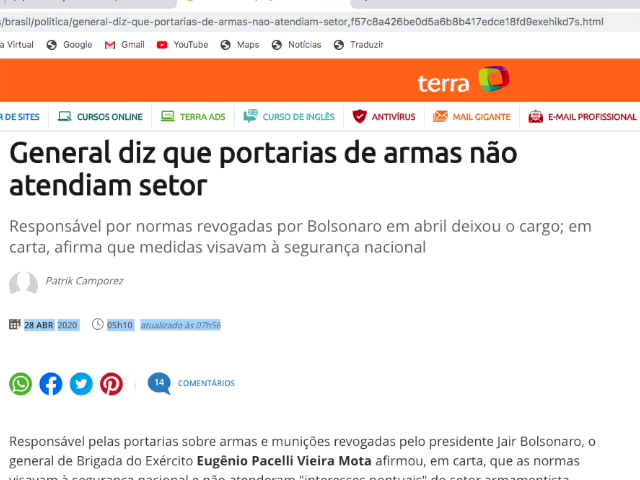 s/brasil/politica/general-diz-que-portarias-de-armas-nao-atendiam-setor,f57c8a426be0d5a6b8b417edce18fd9exehikd7s.html
a Virtual Google Gmail YouTube Maps Notícias Traduzir
terra
R DE SITES CURSOS ONLINE TERRA ADS CURSO DE INGLÊS ANTIVÍRUS MAIL GIGANTE E-MAIL PROFISSIONAL
General diz que portarias de armas não
atendiam setor
Responsável por normas revogadas por Bolsonaro em abril deixou o cargo; em
carta, afirma que medidas visavam à segurança nacional
Patrik Camporez
28 ABR 2020 05h10 atualizado às 07h56
14 COMENTÁRIOS
Responsável pelas portarias sobre armas e munições revogadas pelo presidente Jair Bolsonaro, o
general de Brigada do Exército Eugênio Pacelli Vieira Mota afirmou, em carta, que as normas
visavam à segurança nacional e não atenderam "interesses pontuais" do setor armamentista